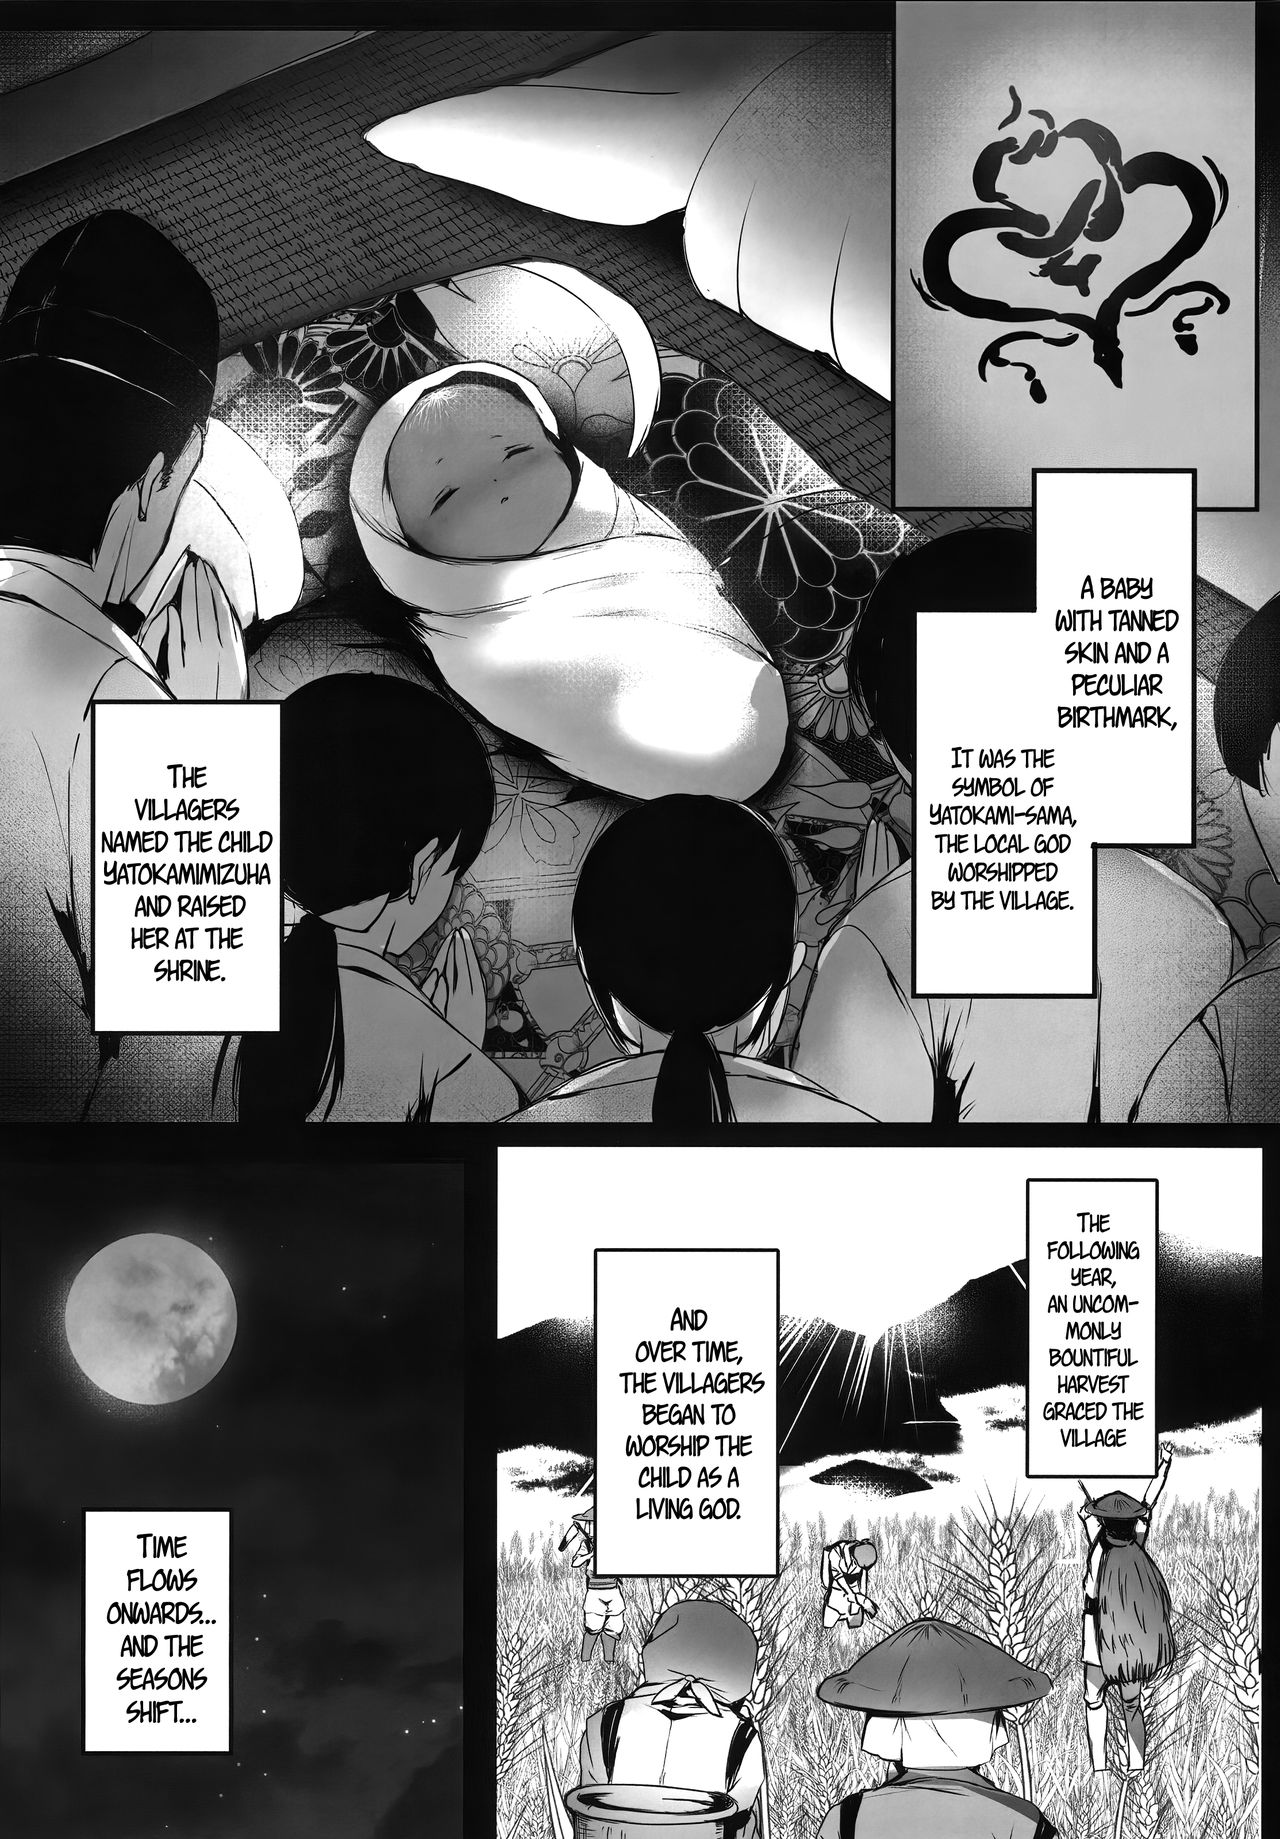 A BABY
WITH TANNED
SKIN AND A
PECULIAR
BIRTHMARK,
IT WAS THE
SYMBOL OF
YATOKAMI-SAMA,
THE LOCAL GOD
WORSHIPPED
BY THE VILLAGE.
THE
VILLAGERS
NAMED THE CHILD
YATOKAMIMIZUHA
AND RAISED
HER AT THE
SHRINE.
THE
FOLLOWING
YEAR,
AN UNCOM-
MONLY
BOUNTIFUL
HARVEST
GRACED THE
VILLAGE
AND
OVER TIME,
THE VILLAGERS
BEGAN TO
WORSHIP THE
CHILD AS A
LIVING GOD.
TIME
FLOWS
ONWARDS...
AND THE
SEASONS
SHIFT...